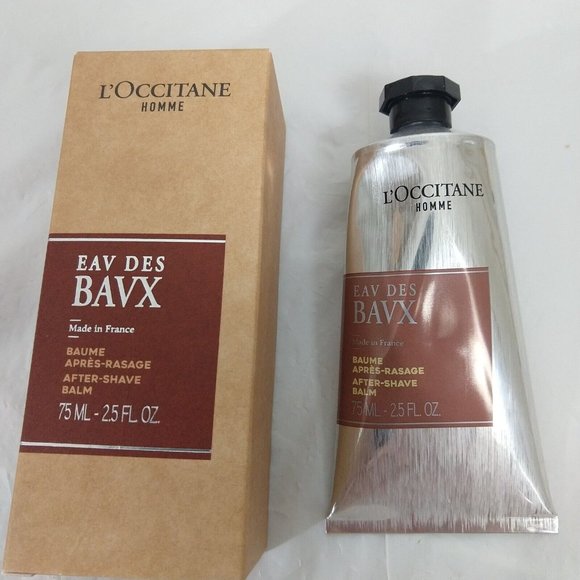 L'OCCITANE
HOMME
EAV DES
BAVX
Made in France
BAUME
APRÈS-RASAGE
AFTER-SHAVE
BALM
75 ML - 2.5 FL. OZ.
L'OCCITANE
HOMME
EAV DES
BAVX
Made in France
BAUME
APRÈS-RASAGE
AFTER-SHAVE
BALM
75 ML - 2.5 FL. OZ.